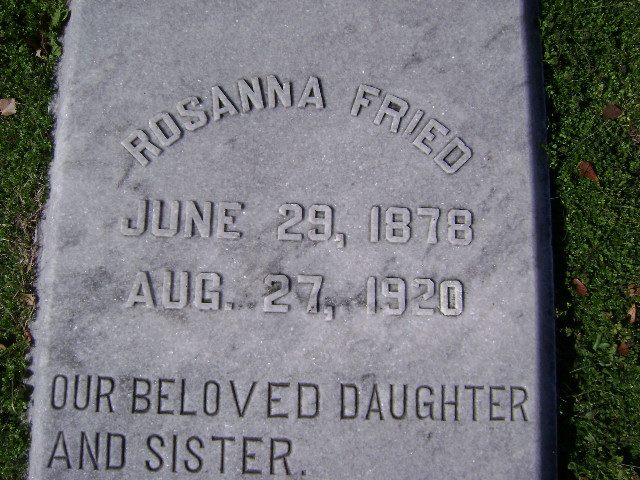 ROSANNA FRIED
JUNE 29, 1878
AUG. 27, 1920
OUR BELOVED DAUGHTER
AND SISTER.